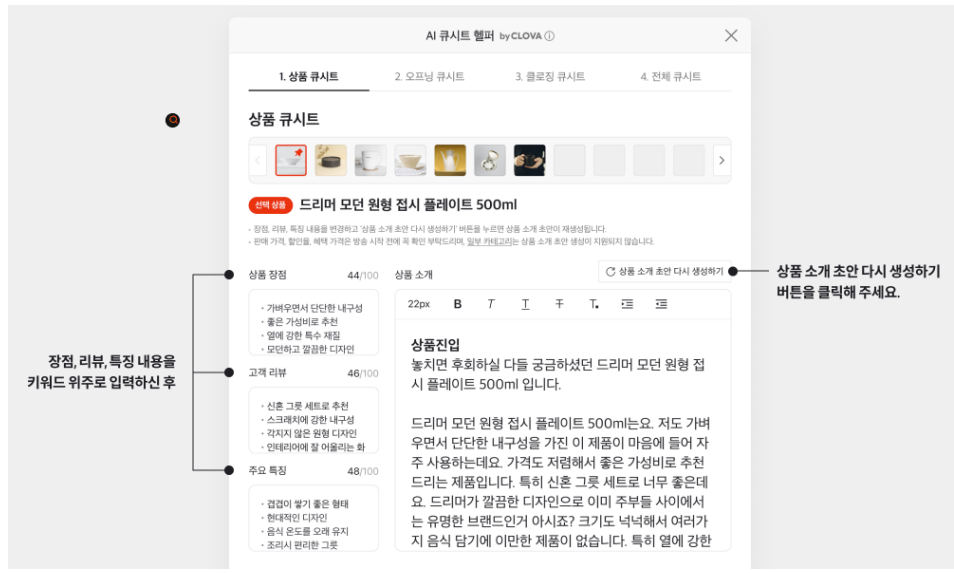 AI 큐시트 헬퍼 by CLOVA ⓘ
1. 상품 큐시트
2. 오프닝 큐시트
3. 클로징 큐시트
4. 전체 큐시트
상품 큐시트
선택 상품 드리머 모던 원형 접시 플레이트 500ml
- 장점, 리뷰, 특징 내용을 변경하고 '상품 소개 초안 다시 생성하기' 버튼을 누르면 상품 소개 초안이 재생성됩니다.
- 판매 가격, 할인율, 혜택 가격은 방송 시작 전에 꼭 확인 부탁드리며, 일부 카테고리는 상품 소개 초안 생성이 지원되지 않습니다.
장점, 리뷰, 특징 내용을
키워드 위주로 입력하신 후
상품 장점 44/100
- 가벼우면서 단단한 내구성
- 좋은 가성비로 추천
- 열에 강한 특수 재질
- 모던하고 깔끔한 디자인
고객 리뷰 46/100
- 신혼 그릇 세트로 추천
- 스크래치에 강한 내구성
- 각지지 않은 원형 디자인
- 인테리어에 잘 어울리는 화
주요 특징 48/100
- 겹겹이 쌓기 좋은 형태
- 현대적인 디자인
- 음식 온도를 오래 유지
- 조리시 편리한 그릇
상품 소개
상품 소개 초안 다시 생성하기
22px B T T T T.
상품진입
놓치면 후회하실 다들 궁금하셨던 드리머 모던 원형 접
시 플레이트 500ml 입니다.
드리머 모던 원형 접시 플레이트 500ml는요. 저도 가벼
우면서 단단한 내구성을 가진 이 제품이 마음에 들어 자
주 사용하는데요. 가격도 저렴해서 좋은 가성비로 추천
드리는 제품입니다. 특히 신혼 그릇 세트로 너무 좋은데
요. 드리머가 깔끔한 디자인으로 이미 주부들 사이에서
는 유명한 브랜드인거 아시죠? 크기도 넉넉해서 여러가
지 음식 담기에 이만한 제품이 없습니다. 특히 열에 강한
상품 소개 초안 다시 생성하기
버튼을 클릭해 주세요.